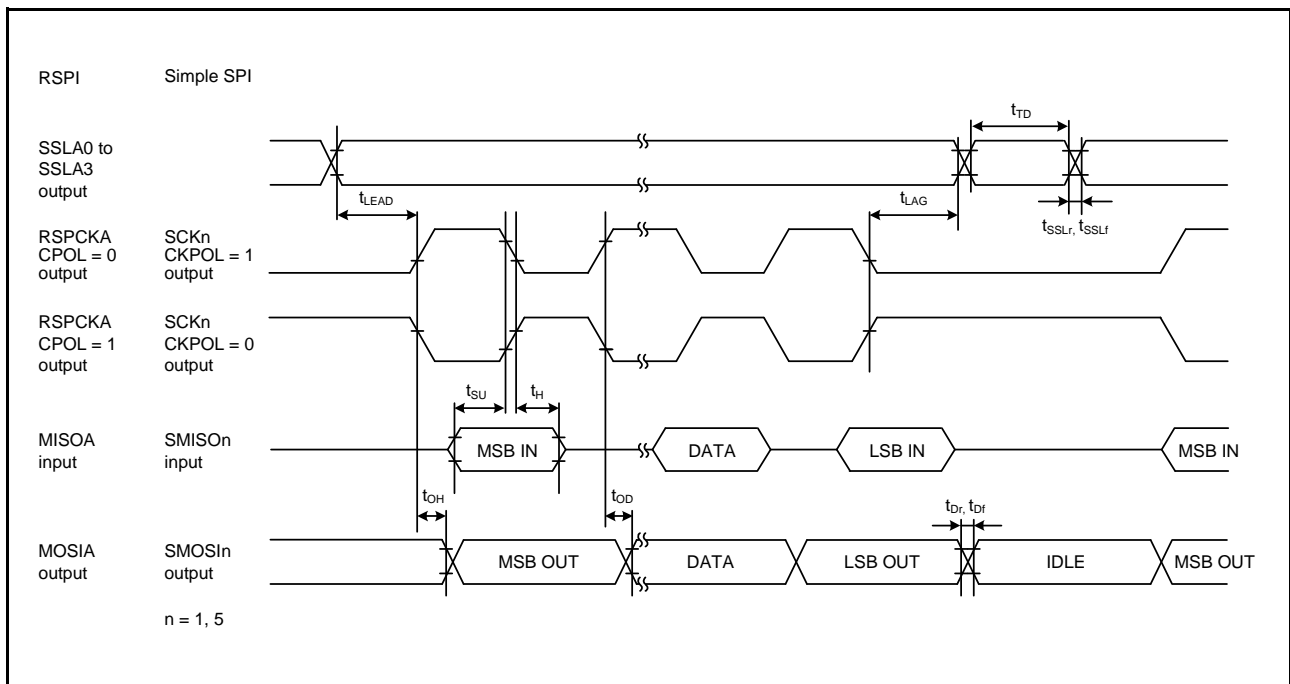 RSPI Simple SPI
SSLA0 to
SSLA3
output
tTD
tLEAD
tLAG
tSSLr, tSSLf
RSPCKA SCKn
CPOL = 0 CKPOL = 1
output output
RSPCKA SCKn
CPOL = 1 CKPOL = 0
output output
tSU tH
MISOA SMISOn
input input
MSB IN DATA LSB IN MSB IN
tOH tOD tDr, tDf
MOSIA SMOSIn
output output
MSB OUT DATA LSB OUT IDLE MSB OUT
n = 1, 5